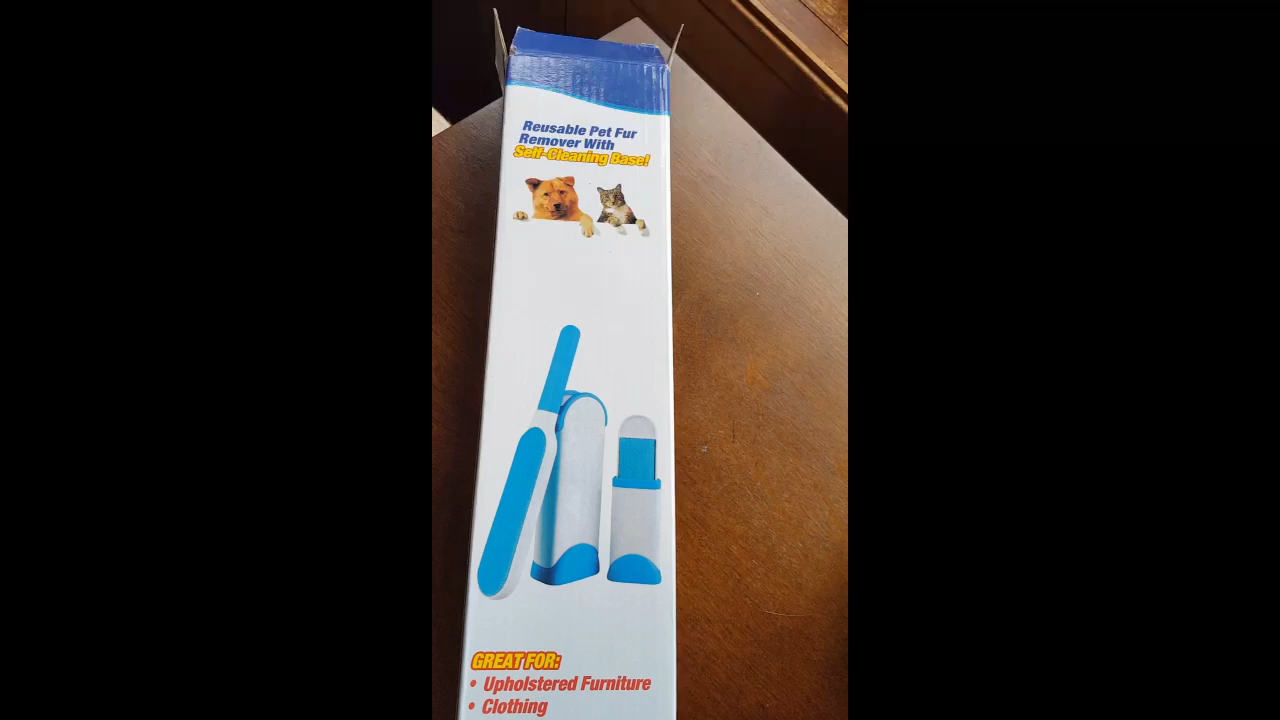 Reusable Pet Fur
Remover With
Self-Cleaning Base!
GREAT FOR:
• Upholstered Furniture
• Clothing